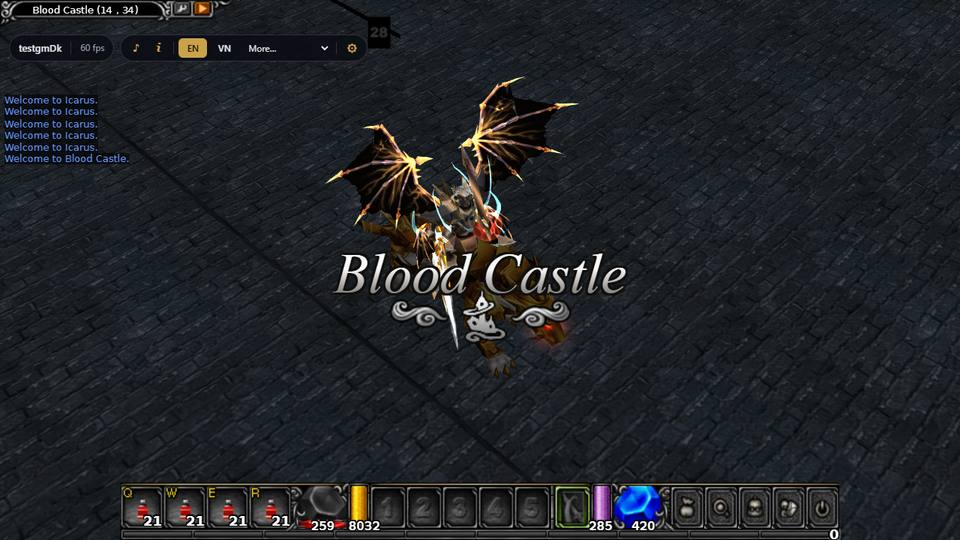 Blood Castle (14 , 34)
28
testgmDk 60 fps EN VN More...
Welcome to Icarus.
Welcome to Icarus.
Welcome to Icarus.
Welcome to Icarus.
Welcome to Icarus.
Welcome to Blood Castle.
Blood Castle
Q W E R
1 2 3 4 5
21 21 21 21 259 8032 285 420
0